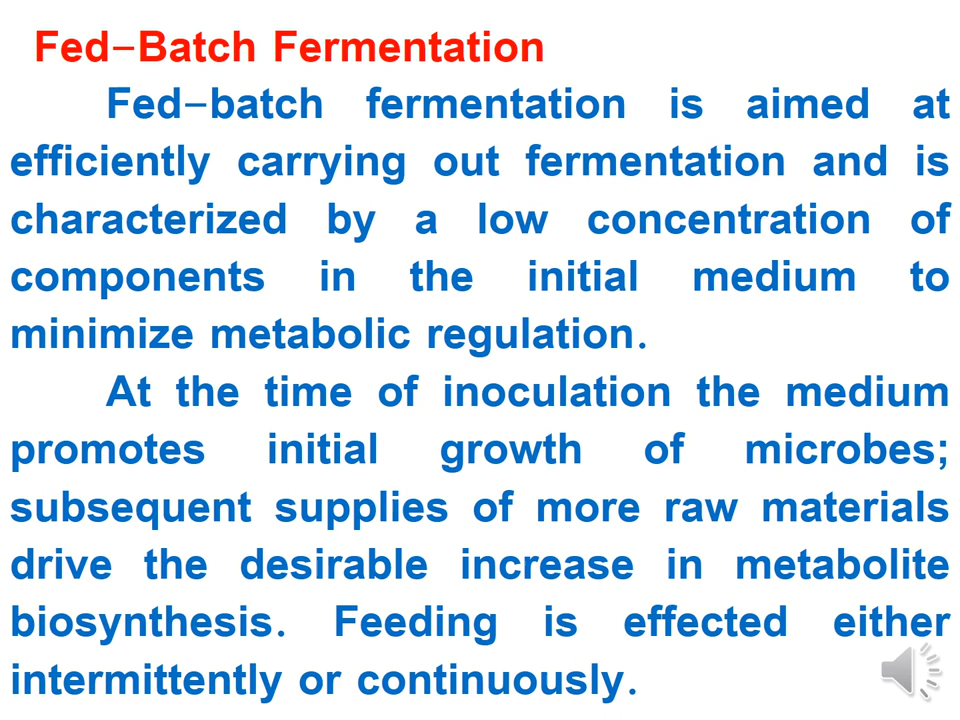 Fed-Batch Fermentation
Fed-batch fermentation is aimed at
efficiently carrying out fermentation and is
characterized by a low concentration of
components in the initial medium to
minimize metabolic regulation.
At the time of inoculation the medium
promotes initial growth of microbes;
subsequent supplies of more raw materials
drive the desirable increase in metabolite
biosynthesis. Feeding is effected either
intermittently or continuously.